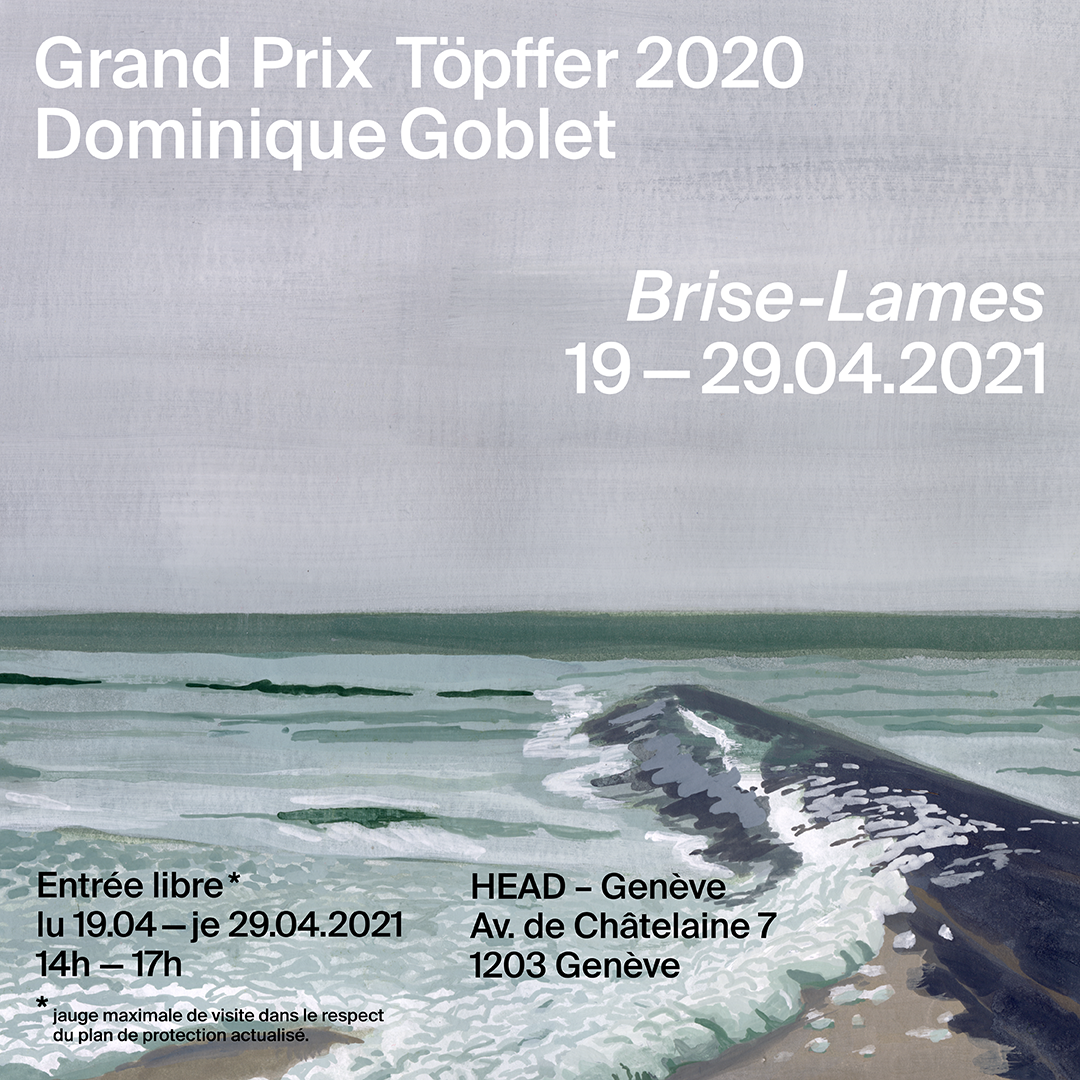 Grand Prix Töpffer 2020
Dominique Goblet
Brise-Lames
19 – 29.04.2021
Entrée libre*
lu 19.04 – je 29.04.2021
14h – 17h
* jauge maximale de visite dans le respect
du plan de protection actualisé.
HEAD – Genève
Av. de Châtelaine 7
1203 Genève